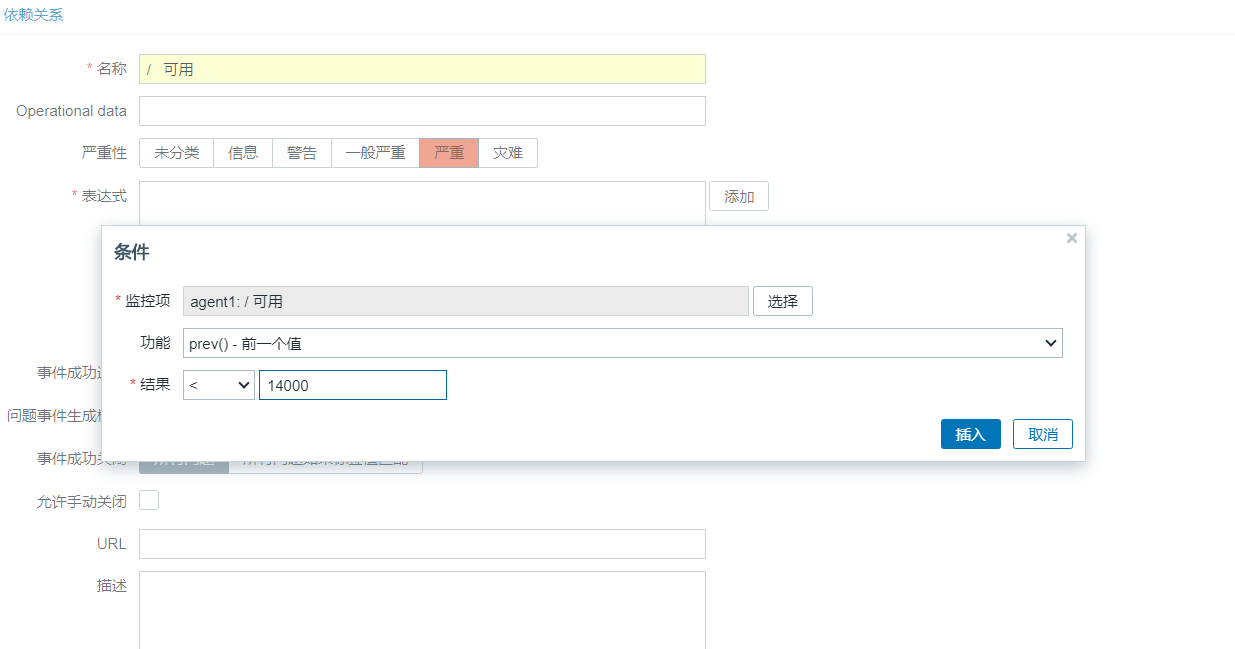 依赖关系
* 名称 / 可用
Operational data
严重性 未分类 信息 警告 一般严重 严重 灾难
* 表达式 添加
条件
* 监控项 agent1: / 可用 选择
功能 prev() - 前一个值
* 结果 < 14000
事件成功
问题事件生成
插入 取消
事件成功关闭
允许手动关闭
URL
描述